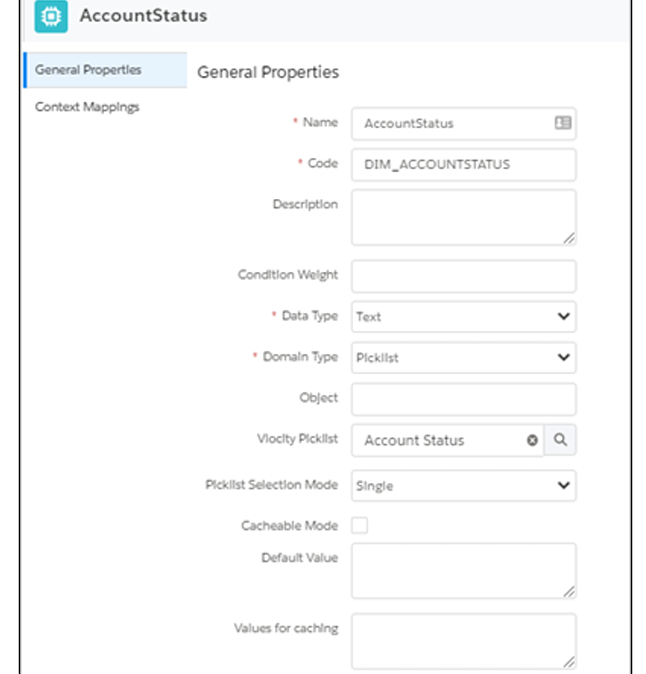 AccountStatus
General Properties
General Properties
Context Mappings
* Name AccountStatus
* Code DIM_ACCOUNTSTATUS
Description
Condition Weight
* Data Type Text
* Domain Type Picklist
Object
Vlocity Picklist Account Status
Picklist Selection Mode Single
Cacheable Mode
Default Value
Values for caching